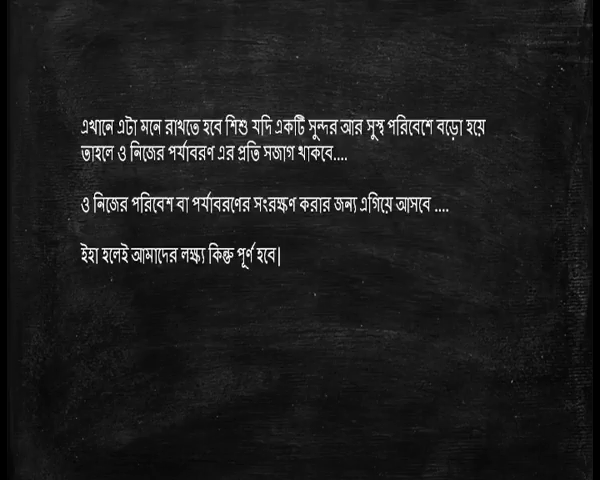 এখানে এটা মনে রাখতে হবে শিশু যদি একটি সুন্দর আর সুস্থ পরিবেশে বড়ো হয়ে
তাহলে ও নিজের পর্যাবরণ এর প্রতি সজাগ থাকবে....
ও নিজের পরিবেশ বা পর্যাবরণের সংরক্ষণ করার জন্য এগিয়ে আসবে ....
ইহা হলেই আমাদের লক্ষ্য কিন্তু পূর্ণ হবে|